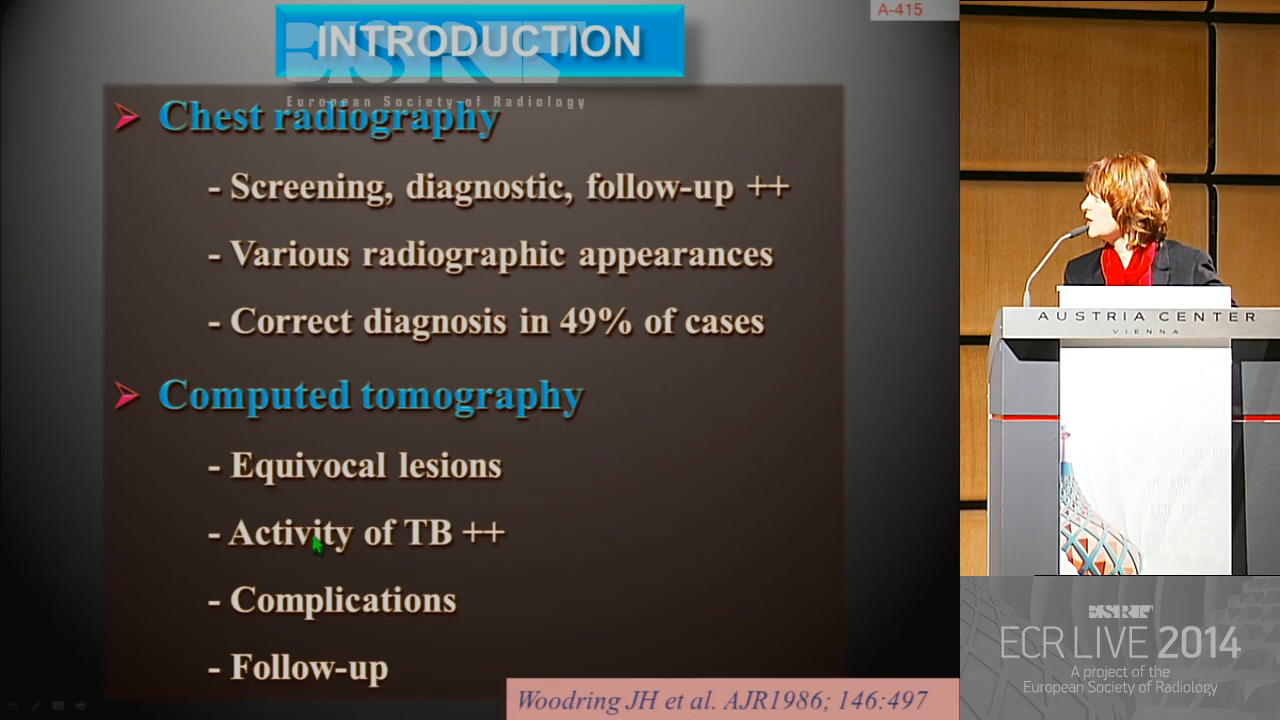 A-415
INTRODUCTION
European Society of Radiology
Chest radiography
- Screening, diagnostic, follow-up ++
- Various radiographic appearances
- Correct diagnosis in 49% of cases
Computed tomography
- Equivocal lesions
- Activity of TB ++
- Complications
- Follow-up
Woodring JH et al. AJR1986; 146:497
AUSTRIA CENTER
VIENNA
ECR LIVE 2014
A project of the
European Society of Radiology